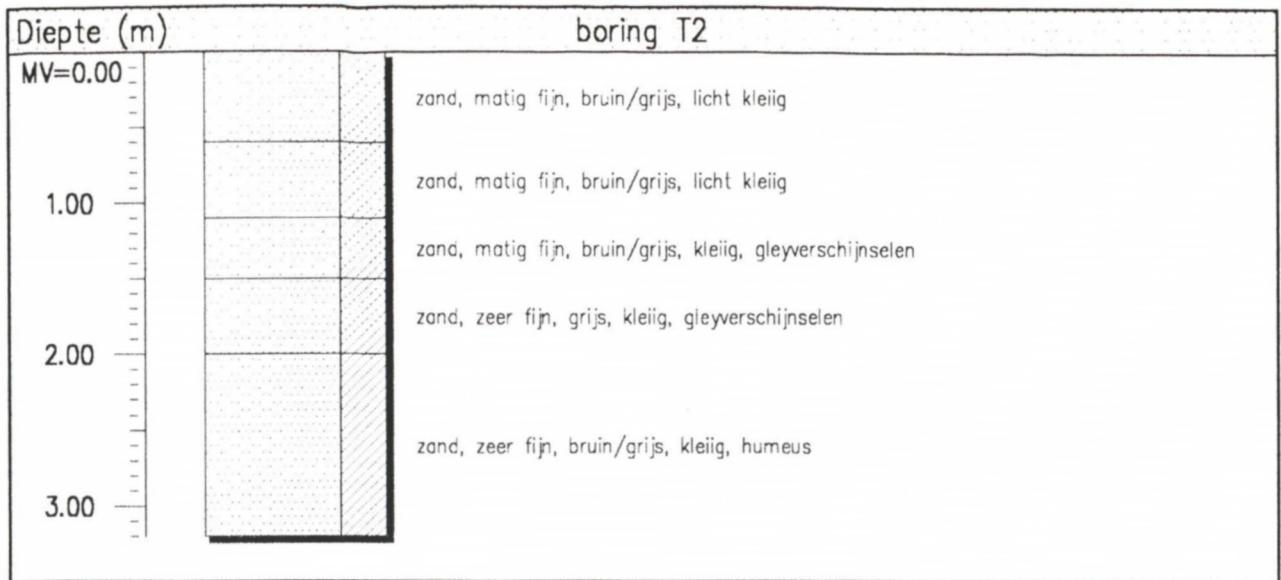 Diepte (m) boring T2
MV=0.00
zand, matig fijn, bruin/grijs, licht kleiig
zand, matig fijn, bruin/grijs, licht kleiig
1.00
zand, matig fijn, bruin/grijs, kleiig, gleyverschijnselen
zand, zeer fijn, grijs, kleiig, gleyverschijnselen
2.00
zand, zeer fijn, bruin/grijs, kleiig, humeus
3.00